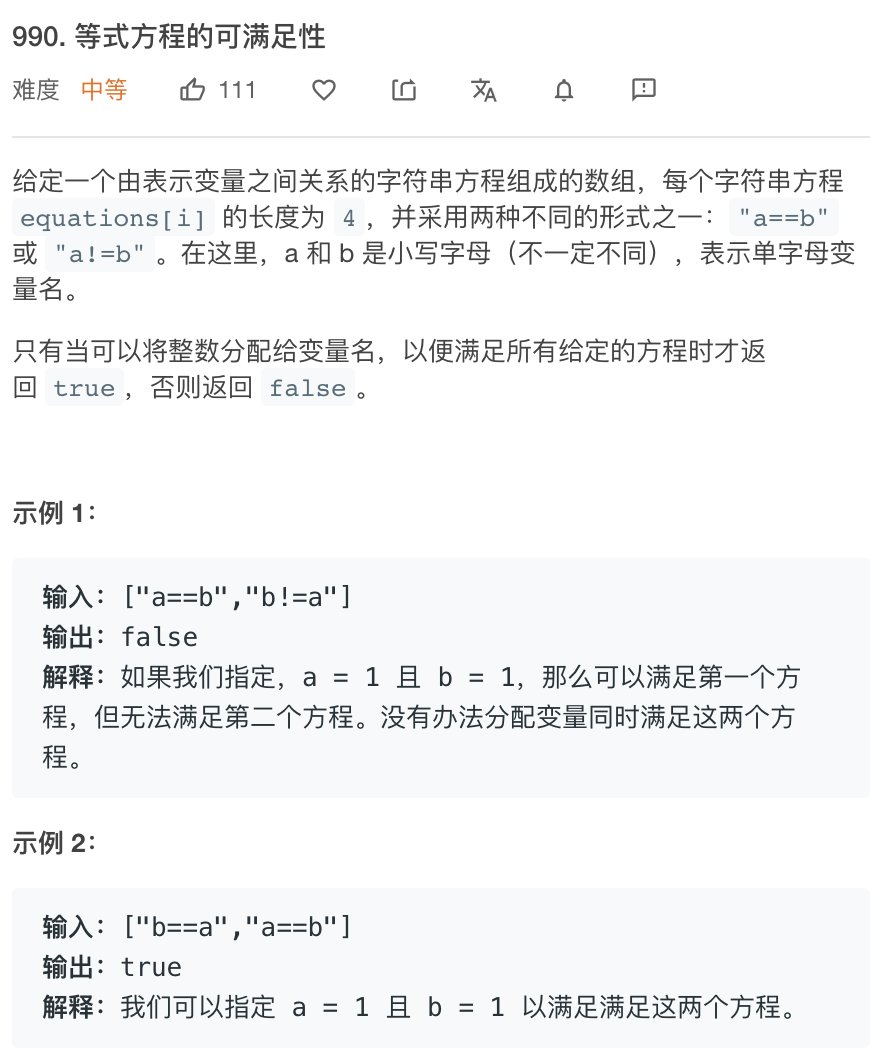 990. 等式方程的可满足性
难度 中等 111
给定一个由表示变量之间关系的字符串方程组成的数组，每个字符串方程
equations[i] 的长度为 4，并采用两种不同的形式之一："a==b"
或 "a!=b"。在这里，a 和 b 是小写字母（不一定不同），表示单字母变
量名。
只有当可以将整数分配给变量名，以便满足所有给定的方程时才返
回 true，否则返回 false。
示例 1：
输入：["a==b","b!=a"]
输出：false
解释：如果我们指定，a = 1 且 b = 1，那么可以满足第一个方
程，但无法满足第二个方程。没有办法分配变量同时满足这两个方
程。
示例 2：
输入：["b==a","a==b"]
输出：true
解释：我们可以指定 a = 1 且 b = 1 以满足满足这两个方程。